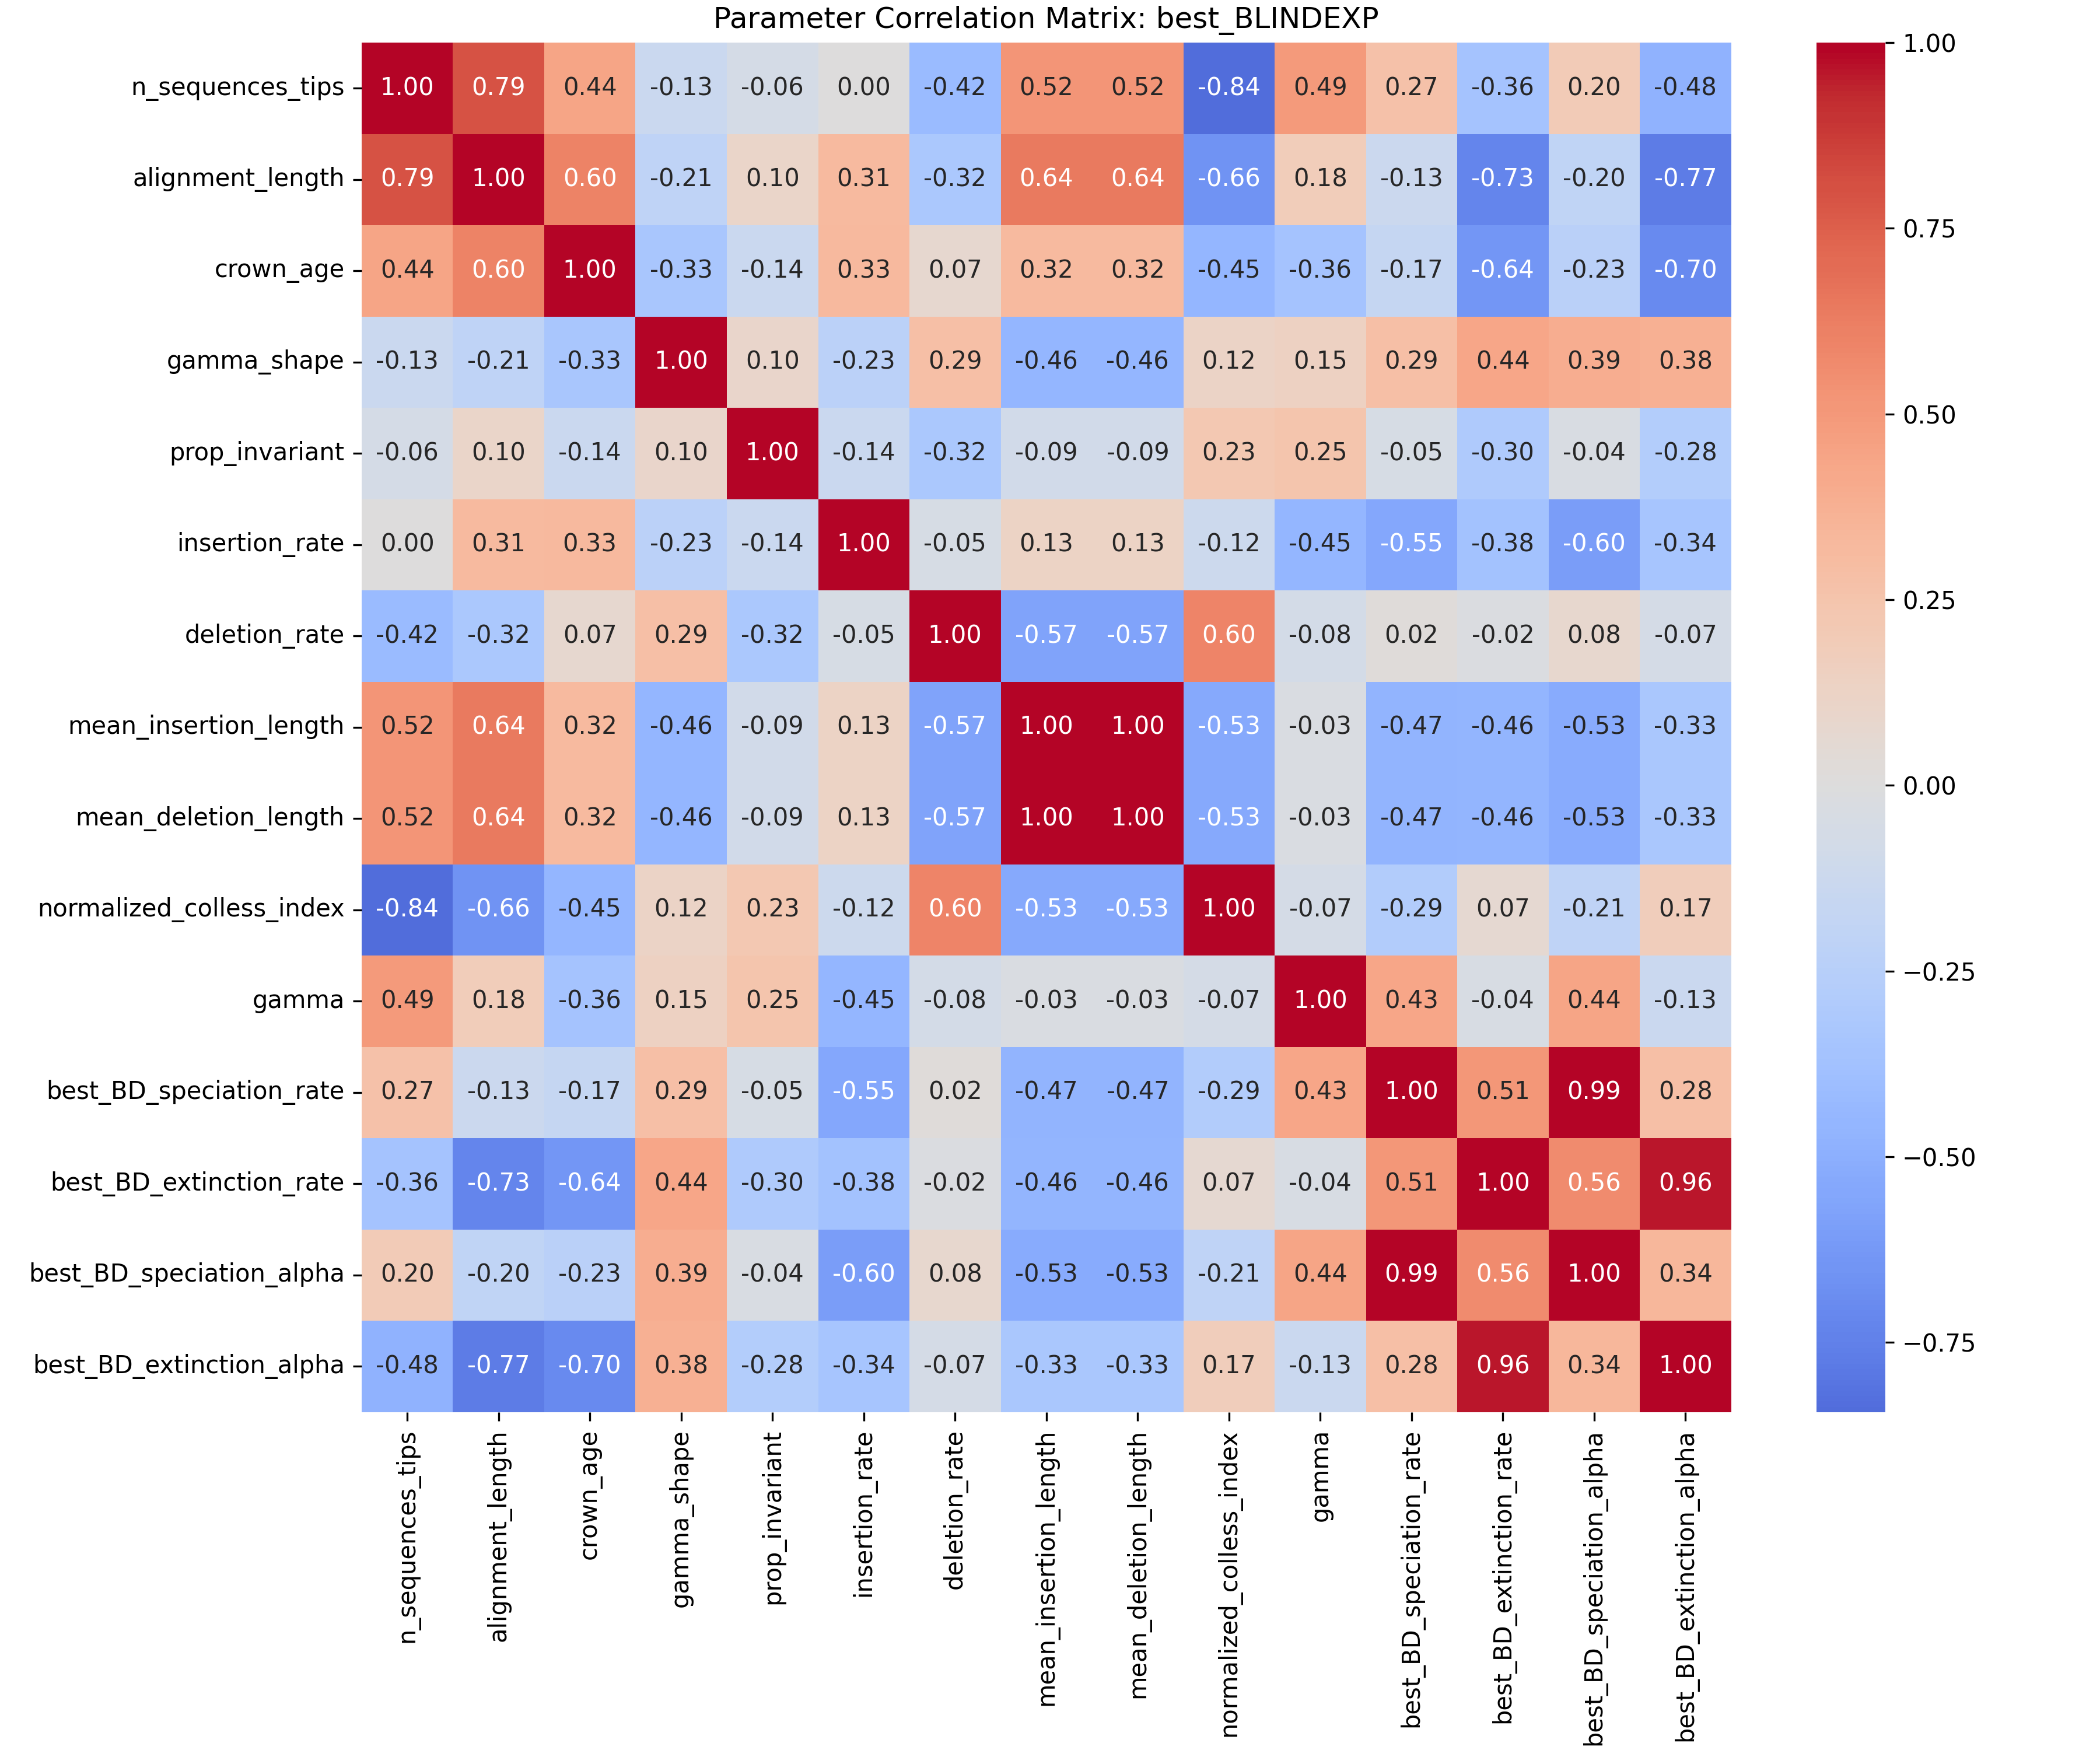 Parameter Correlation Matrix: best_BLINDEXP
n_sequences_tips 1.00 0.79 0.44 -0.13 -0.06 0.00 -0.42 0.52 0.52 -0.84 0.49 0.27 -0.36 0.20 -0.48
alignment_length 0.79 1.00 0.60 -0.21 0.10 0.31 -0.32 0.64 0.64 -0.66 0.18 -0.13 -0.73 -0.20 -0.77
crown_age 0.44 0.60 1.00 -0.33 -0.14 0.33 0.07 0.32 0.32 -0.45 -0.36 -0.17 -0.64 -0.23 -0.70
gamma_shape -0.13 -0.21 -0.33 1.00 0.10 -0.23 0.29 -0.46 -0.46 0.12 0.15 0.29 0.44 0.39 0.38
prop_invariant -0.06 0.10 -0.14 0.10 1.00 -0.14 -0.32 -0.09 -0.09 0.23 0.25 -0.05 -0.30 -0.04 -0.28
insertion_rate 0.00 0.31 0.33 -0.23 -0.14 1.00 -0.05 0.13 0.13 -0.12 -0.45 -0.55 -0.38 -0.60 -0.34
deletion_rate -0.42 -0.32 0.07 0.29 -0.32 -0.05 1.00 -0.57 -0.57 0.60 -0.08 0.02 -0.02 0.08 -0.07
mean_insertion_length 0.52 0.64 0.32 -0.46 -0.09 0.13 -0.57 1.00 1.00 -0.53 -0.03 -0.47 -0.46 -0.53 -0.33
mean_deletion_length 0.52 0.64 0.32 -0.46 -0.09 0.13 -0.57 1.00 1.00 -0.53 -0.03 -0.47 -0.46 -0.53 -0.33
normalized_colless_index -0.84 -0.66 -0.45 0.12 0.23 -0.12 0.60 -0.53 -0.53 1.00 -0.07 -0.29 0.07 -0.21 0.17
gamma 0.49 0.18 -0.36 0.15 0.25 -0.45 -0.08 -0.03 -0.03 -0.07 1.00 0.43 -0.04 0.44 -0.13
best_BD_speciation_rate 0.27 -0.13 -0.17 0.29 -0.05 -0.55 0.02 -0.47 -0.47 -0.29 0.43 1.00 0.51 0.99 0.28
best_BD_extinction_rate -0.36 -0.73 -0.64 0.44 -0.30 -0.38 -0.02 -0.46 -0.46 0.07 -0.04 0.51 1.00 0.56 0.96
best_BD_speciation_alpha 0.20 -0.20 -0.23 0.39 -0.04 -0.60 0.08 -0.53 -0.53 -0.21 0.44 0.99 0.56 1.00 0.34
best_BD_extinction_alpha -0.48 -0.77 -0.70 0.38 -0.28 -0.34 -0.07 -0.33 -0.33 0.17 -0.13 0.28 0.96 0.34 1.00
n_sequences_tips
alignment_length
crown_age
gamma_shape
prop_invariant
insertion_rate
deletion_rate
mean_insertion_length
mean_deletion_length
normalized_colless_index
gamma
best_BD_speciation_rate
best_BD_extinction_rate
best_BD_speciation_alpha
best_BD_extinction_alpha
1.00
0.75
0.50
0.25
0.00
−0.25
−0.50
−0.75